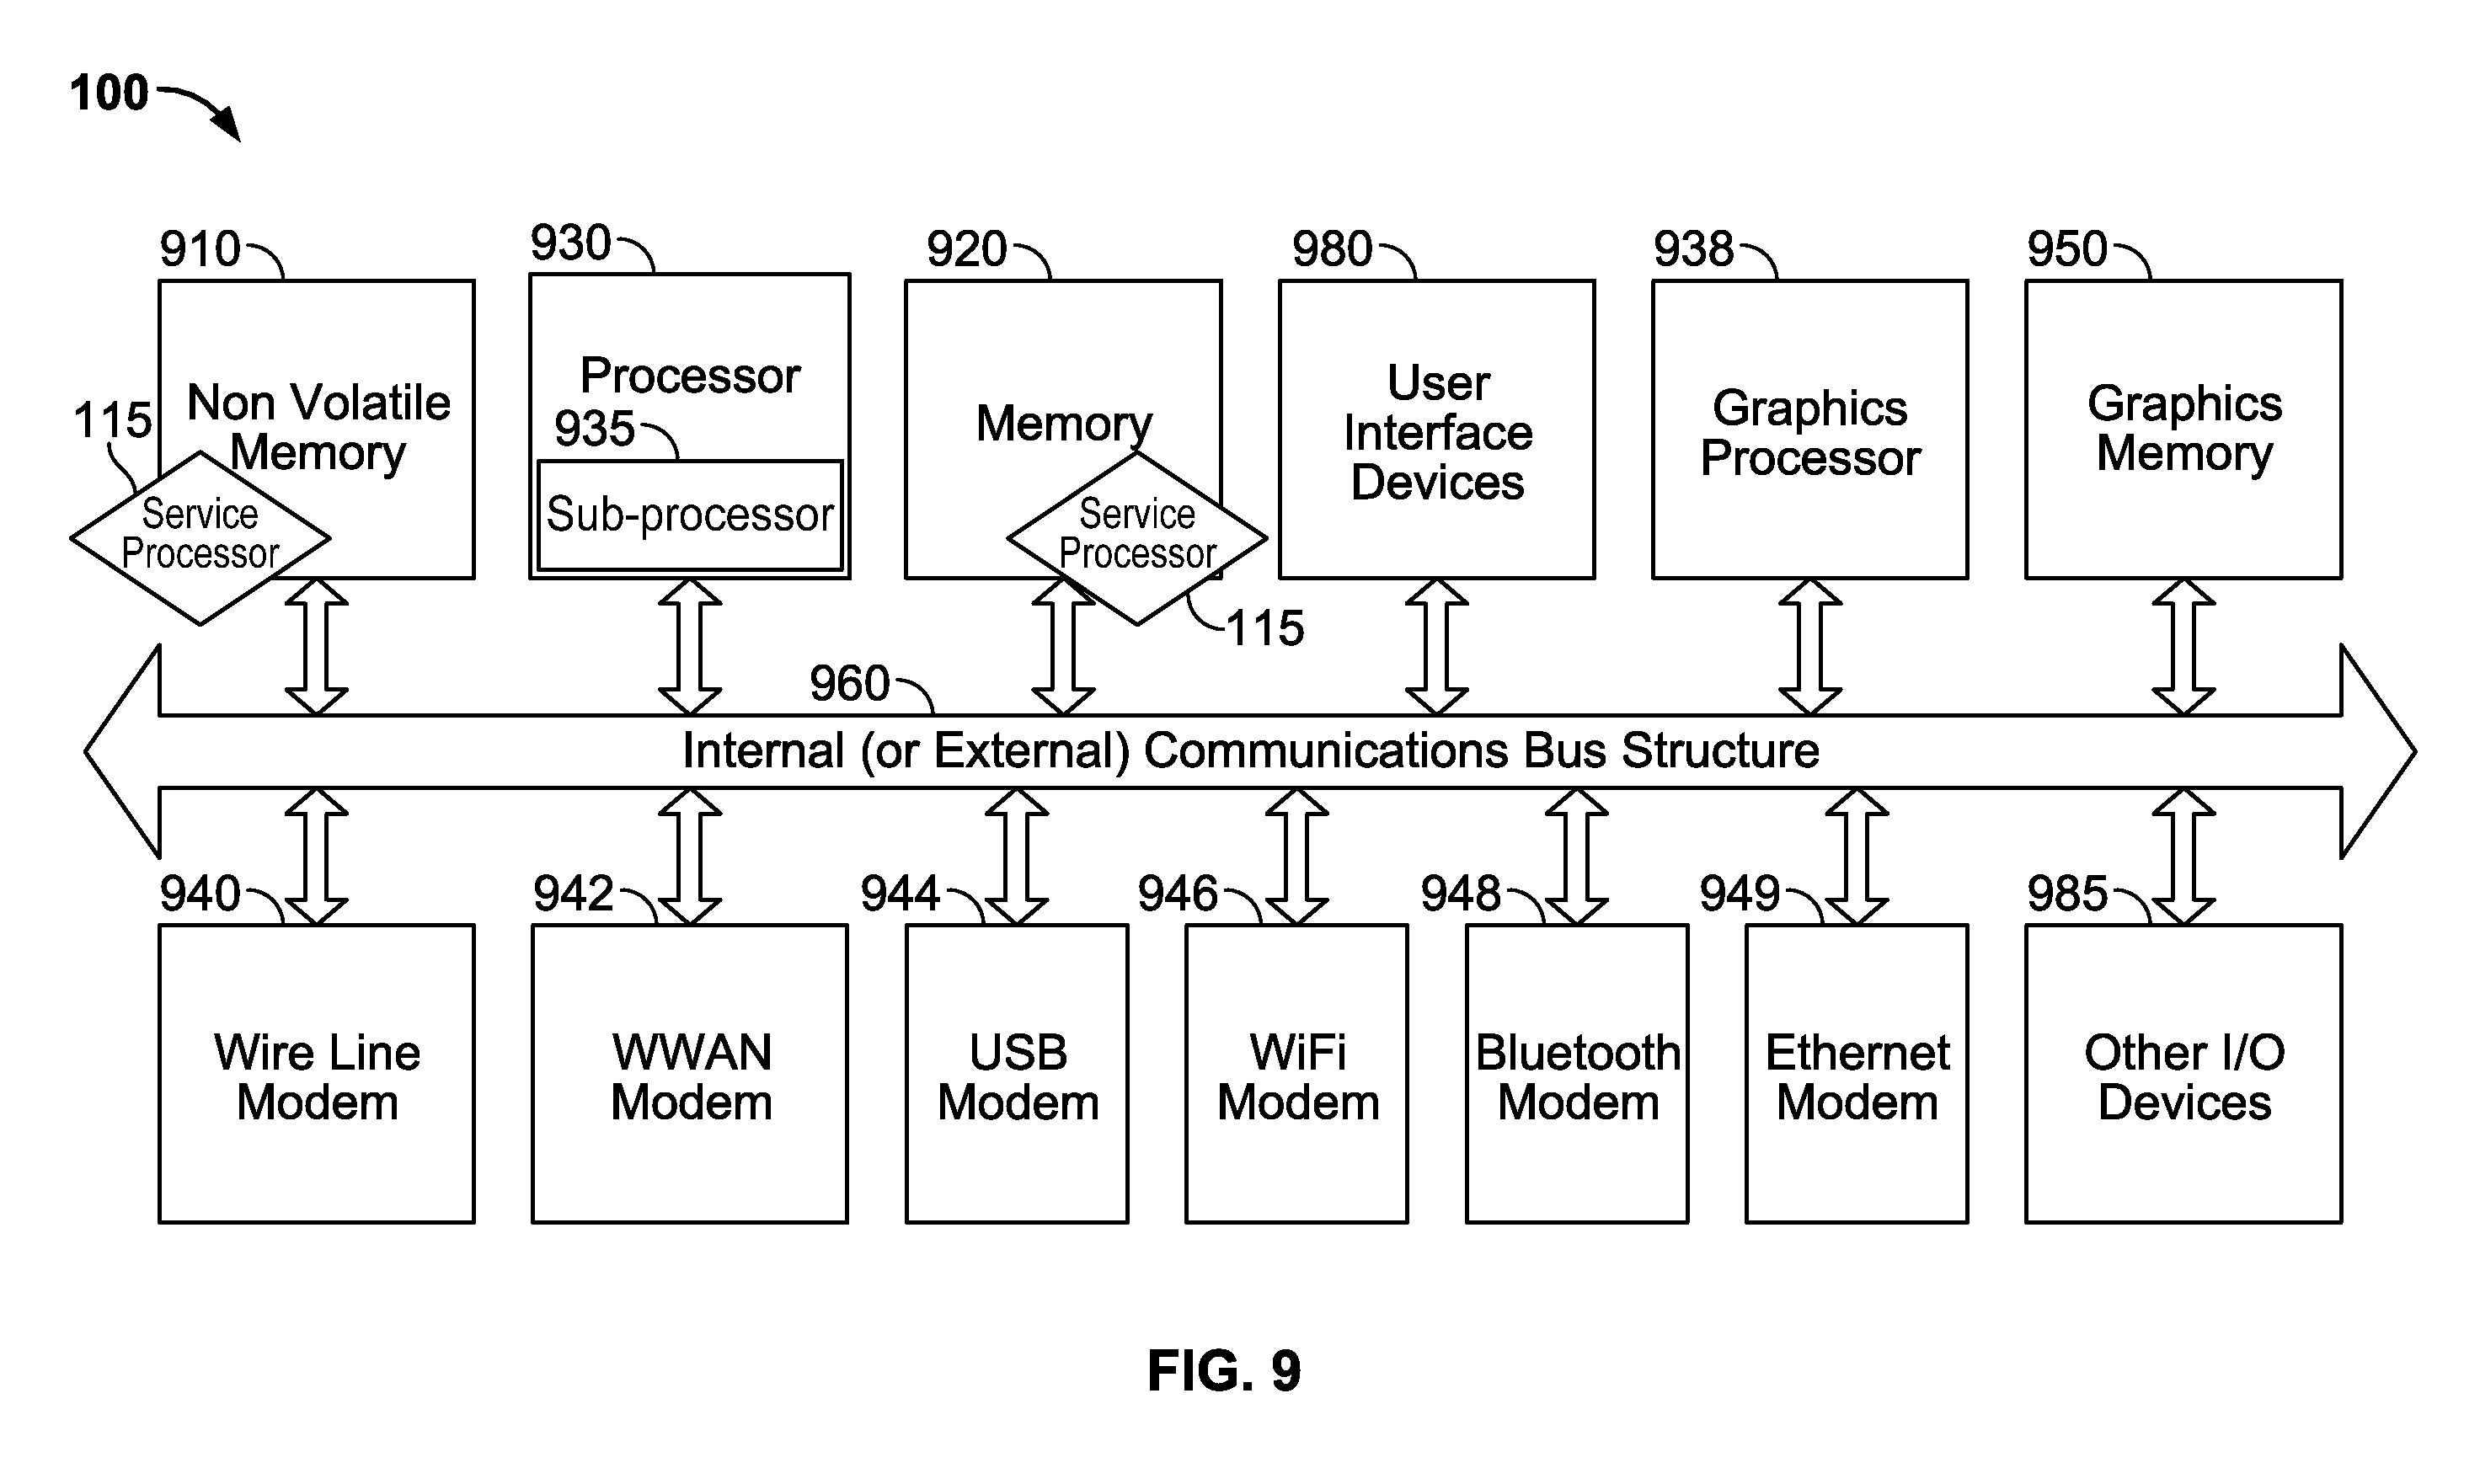 100
910
930
920
980
938
950
Non Volatile
Memory
115
Service
Processor
Processor
935
Sub-processor
Memory
Service
Processor
115
User
Interface
Devices
Graphics
Processor
Graphics
Memory
960
Internal (or External) Communications Bus Structure
940
942
944
946
948
949
985
Wire Line
Modem
WWAN
Modem
USB
Modem
WiFi
Modem
Bluetooth
Modem
Ethernet
Modem
Other I/O
Devices
FIG. 9